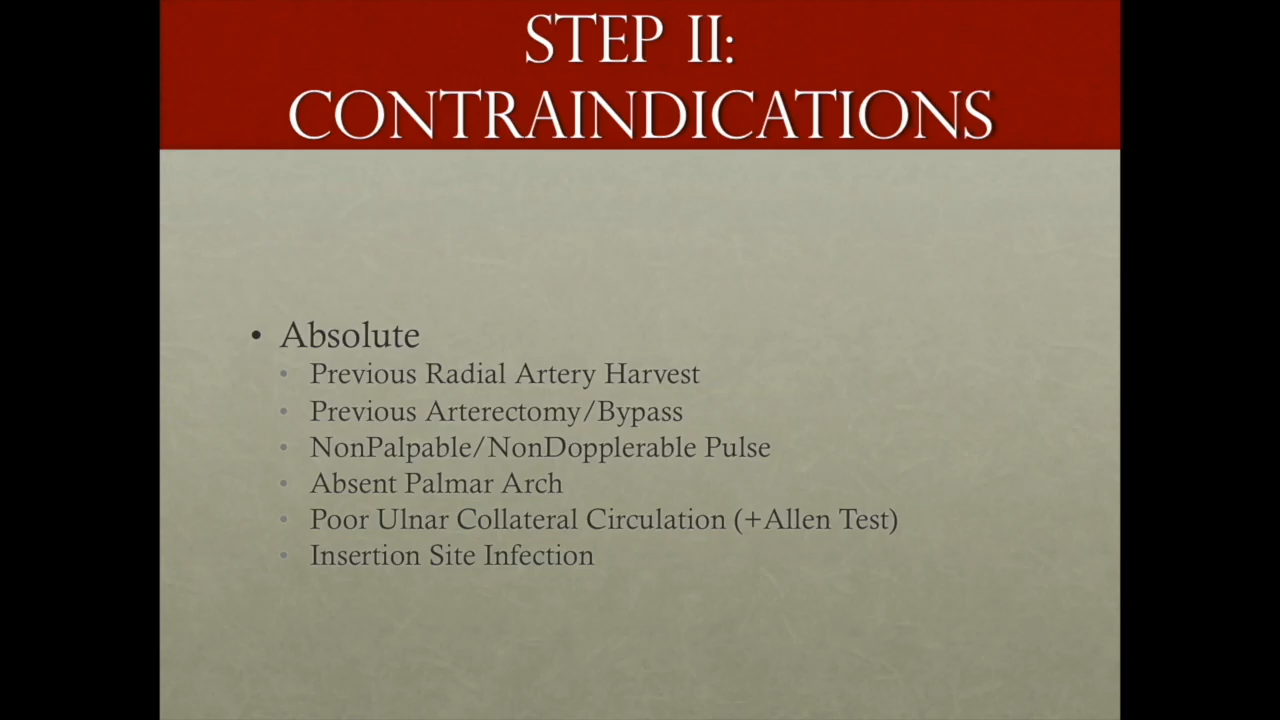 STEP II:
CONTRAINDICATIONS
• Absolute
• Previous Radial Artery Harvest
• Previous Arterectomy/Bypass
• NonPalpable/NonDopplerable Pulse
• Absent Palmar Arch
• Poor Ulnar Collateral Circulation (+Allen Test)
• Insertion Site Infection